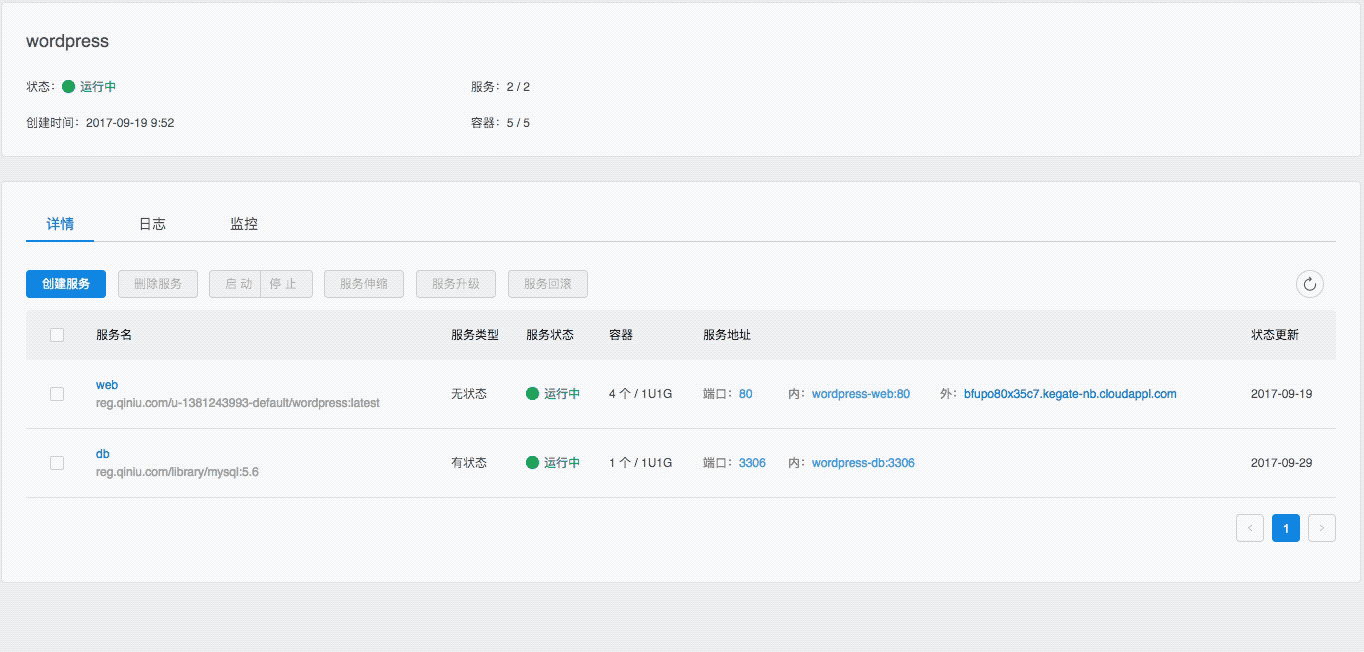 wordpress
状态： 运行中 服务： 2 / 2
创建时间： 2017-09-19 9:52 容器： 5 / 5
详情 日志 监控
创建服务 删除服务 启 动 停 止 服务伸缩 服务升级 服务回滚
服务名 服务类型 服务状态 容器 服务地址 状态更新
web
reg.qiniu.com/u-1381243993-default/wordpress:latest
无状态 运行中 4 个 / 1U1G 端口： 80 内： wordpress-web:80 外： bfupo80x35c7.kegate-nb.cloudappl.com 2017-09-19
db
reg.qiniu.com/library/mysql:5.6
有状态 运行中 1 个 / 1U1G 端口： 3306 内： wordpress-db:3306 2017-09-29
< 1 >